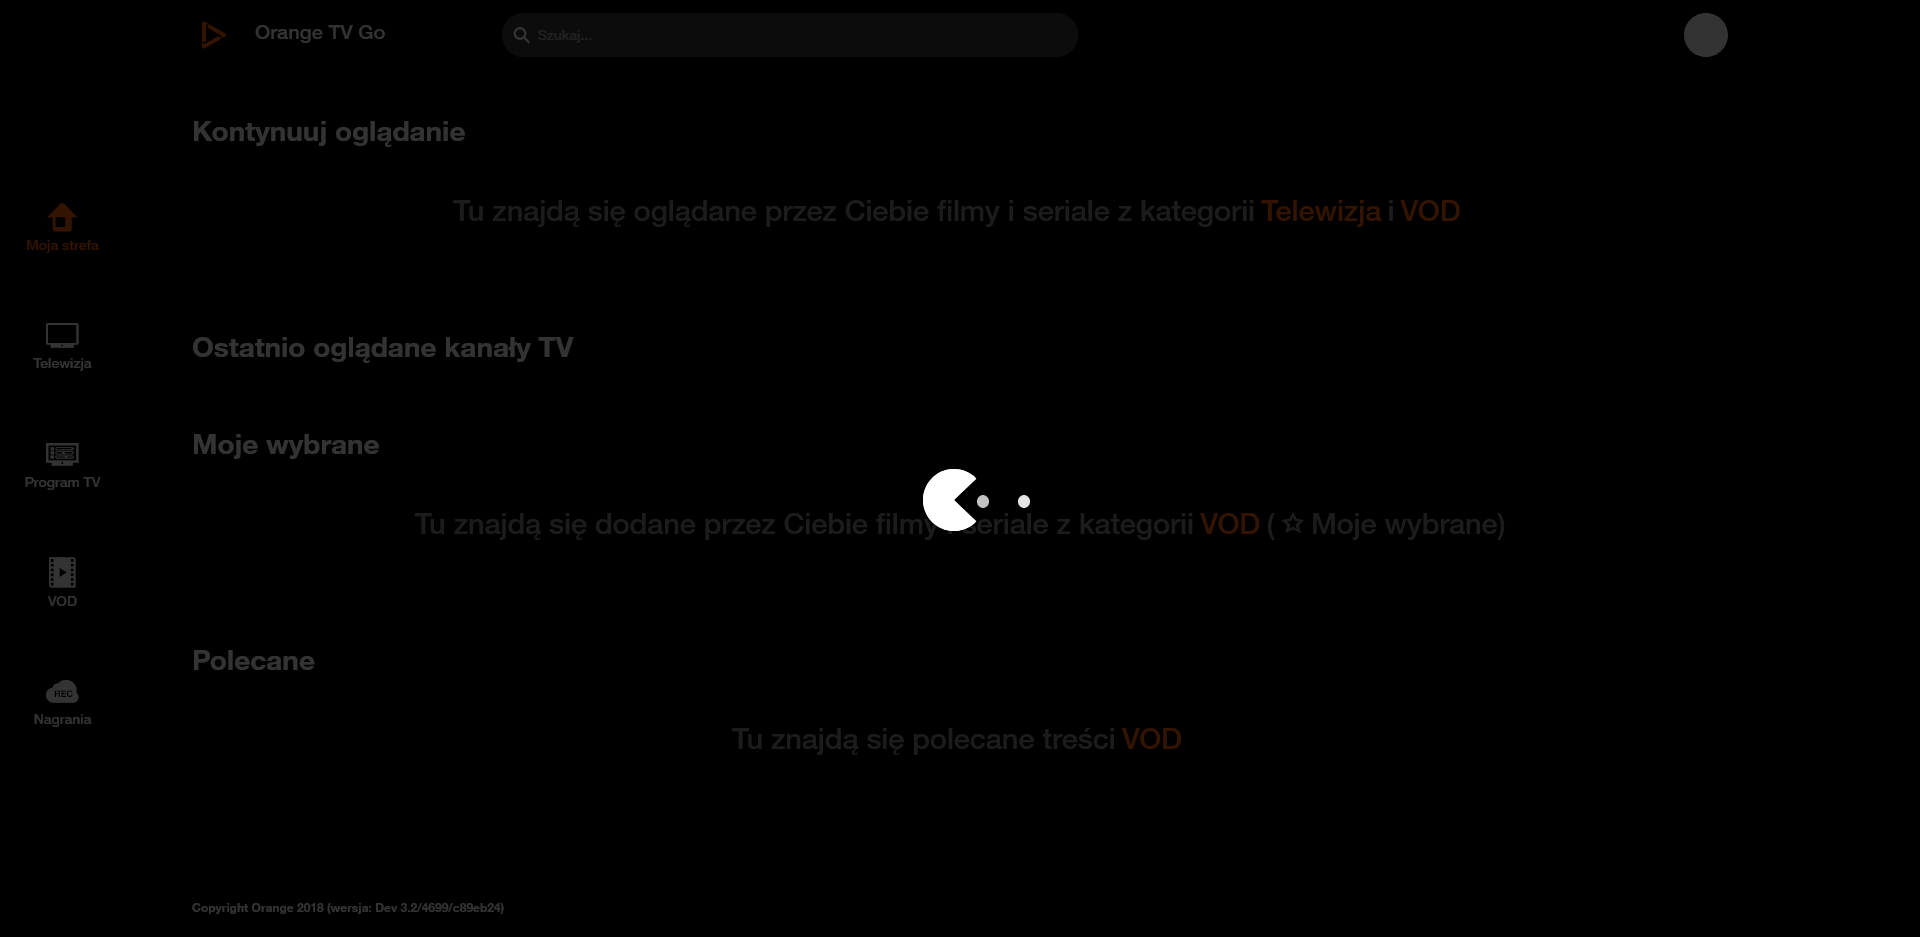 Orange TV Go
Szukaj...
Kontynuuj oglądanie
Tu znajdą się oglądane przez Ciebie filmy i seriale z kategorii Telewizja i VOD
Moja strefa
Telewizja
Ostatnio oglądane kanały TV
Moje wybrane
Program TV
Tu znajdą się dodane przez Ciebie filmy i seriale z kategorii VOD ( ☆ Moje wybrane)
VOD
Polecane
REC
Nagrania
Tu znajdą się polecane treści VOD
Copyright Orange 2018 (wersja: Dev 3.2/4699/c89eb24)